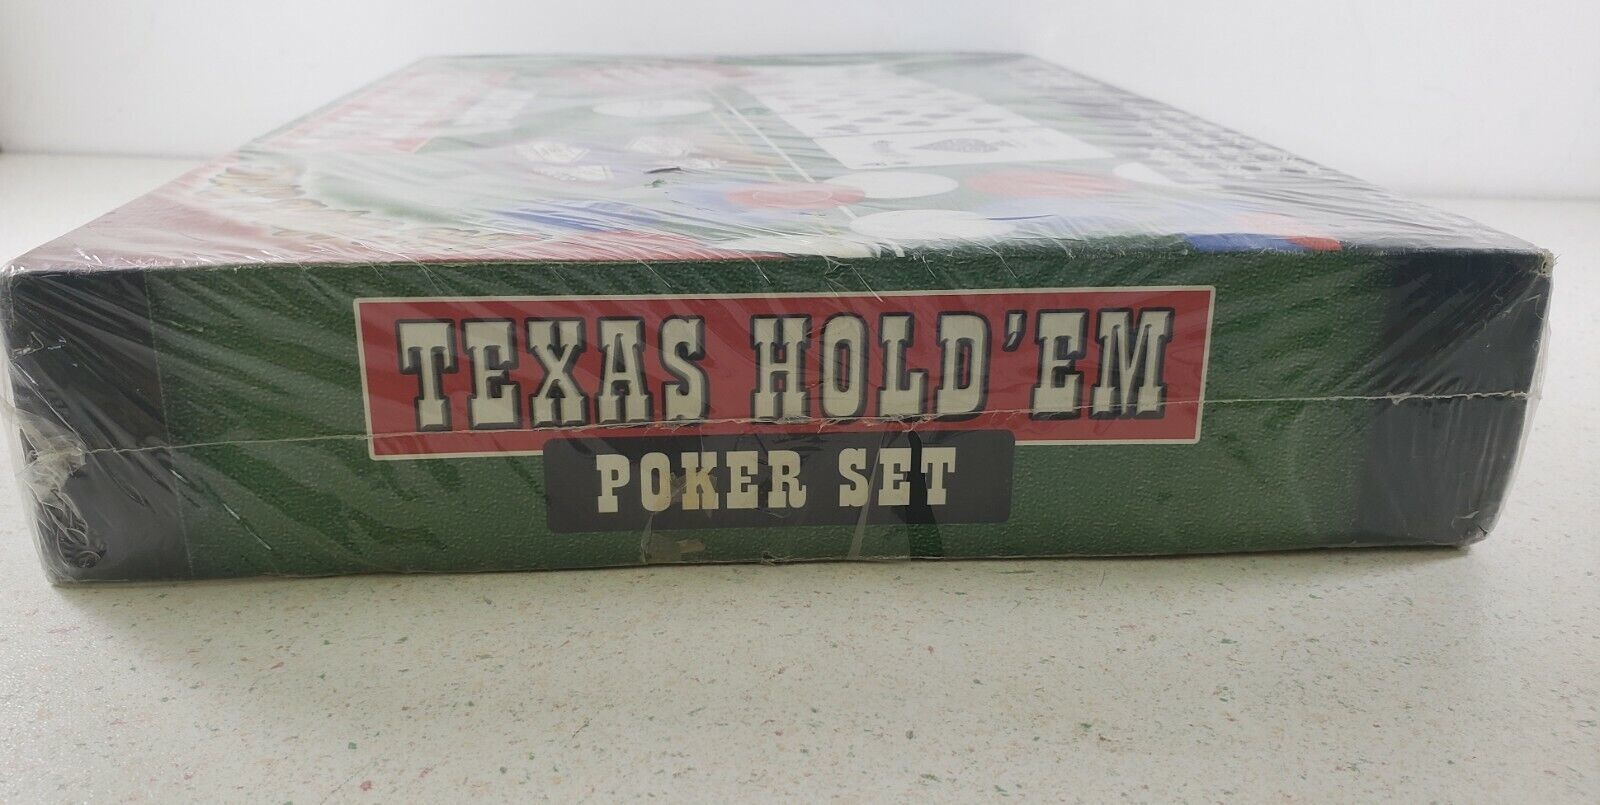 TEXAS HOLD'EM
POKER SET